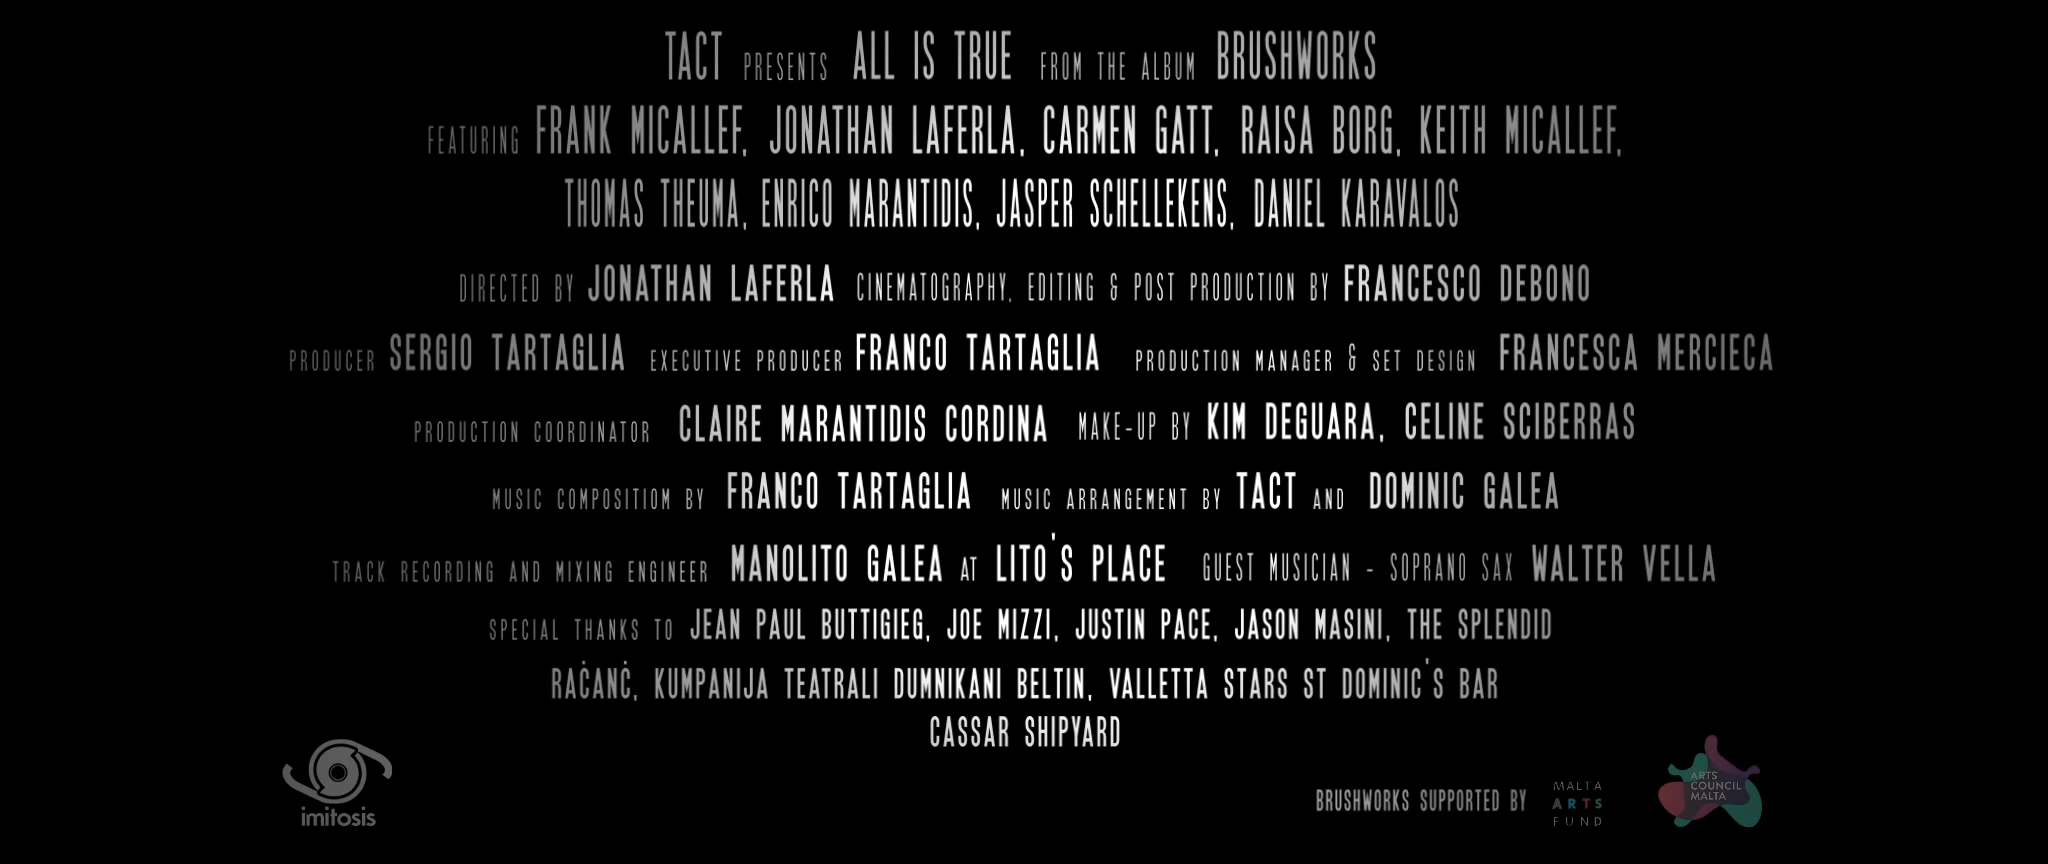 TACT PRESENTS ALL IS TRUE FROM THE ALBUM BRUSHWORKS
FEATURING FRANK MICALLEF, JONATHAN LAFERLA, CARMEN GATT, RAISA BORG, KEITH MICALLEF,
THOMAS THEUMA, ENRICO MARANTIDIS, JASPER SCHELLEKENS, DANIEL KARAVALOS
DIRECTED BY JONATHAN LAFERLA CINEMATOGRAPHY, EDITING & POST PRODUCTION BY FRANCESCO DEBONO
PRODUCER SERGIO TARTAGLIA EXECUTIVE PRODUCER FRANCO TARTAGLIA PRODUCTION MANAGER & SET DESIGN FRANCESCA MERCIECA
PRODUCTION COORDINATOR CLAIRE MARANTIDIS CORDINA MAKE-UP BY KIM DEGUARA, CELINE SCIBERRAS
MUSIC COMPOSITIOM BY FRANCO TARTAGLIA MUSIC ARRANGEMENT BY TACT AND DOMINIC GALEA
TRACK RECORDING AND MIXING ENGINEER MANOLITO GALEA AT LITO'S PLACE GUEST MUSICIAN - SOPRANO SAX WALTER VELLA
SPECIAL THANKS TO JEAN PAUL BUTTIGIEG, JOE MIZZI, JUSTIN PACE, JASON MASINI, THE SPLENDID
RAĊANĊ, KUMPANIJA TEATRALI DUMNIKANI BELTIN, VALLETTA STARS ST DOMINIĊ'S BAR
CASSAR SHIPYARD
imitosis
BRUSHWORKS SUPPORTED BY
MALTA
ARTS
FUND
ARTS
COUNCIL
MALTA